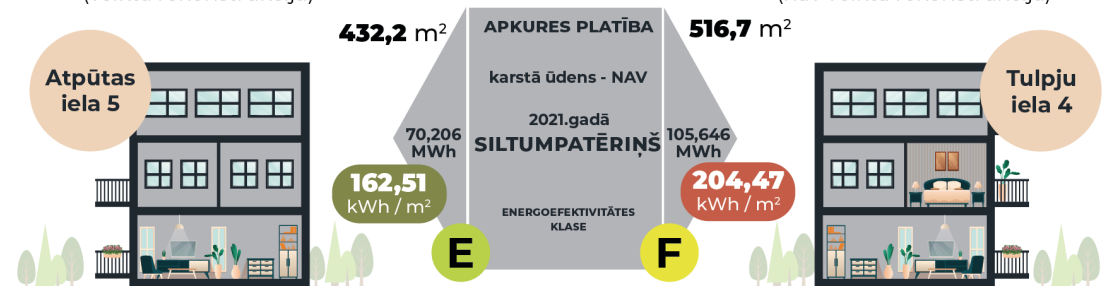 432,2 m²
APKURES PLATĪBA
516,7 m²
Atpūtas
iela 5
karstā ūdens - NAV
Tulpju
iela 4
2021.gadā
70,206
MWh
SILTUMPATĒRIŅŠ
105,646
MWh
162,51
kWh / m²
204,47
kWh / m²
ENERGOEFEKTIVITĀTES
KLASE
E
F